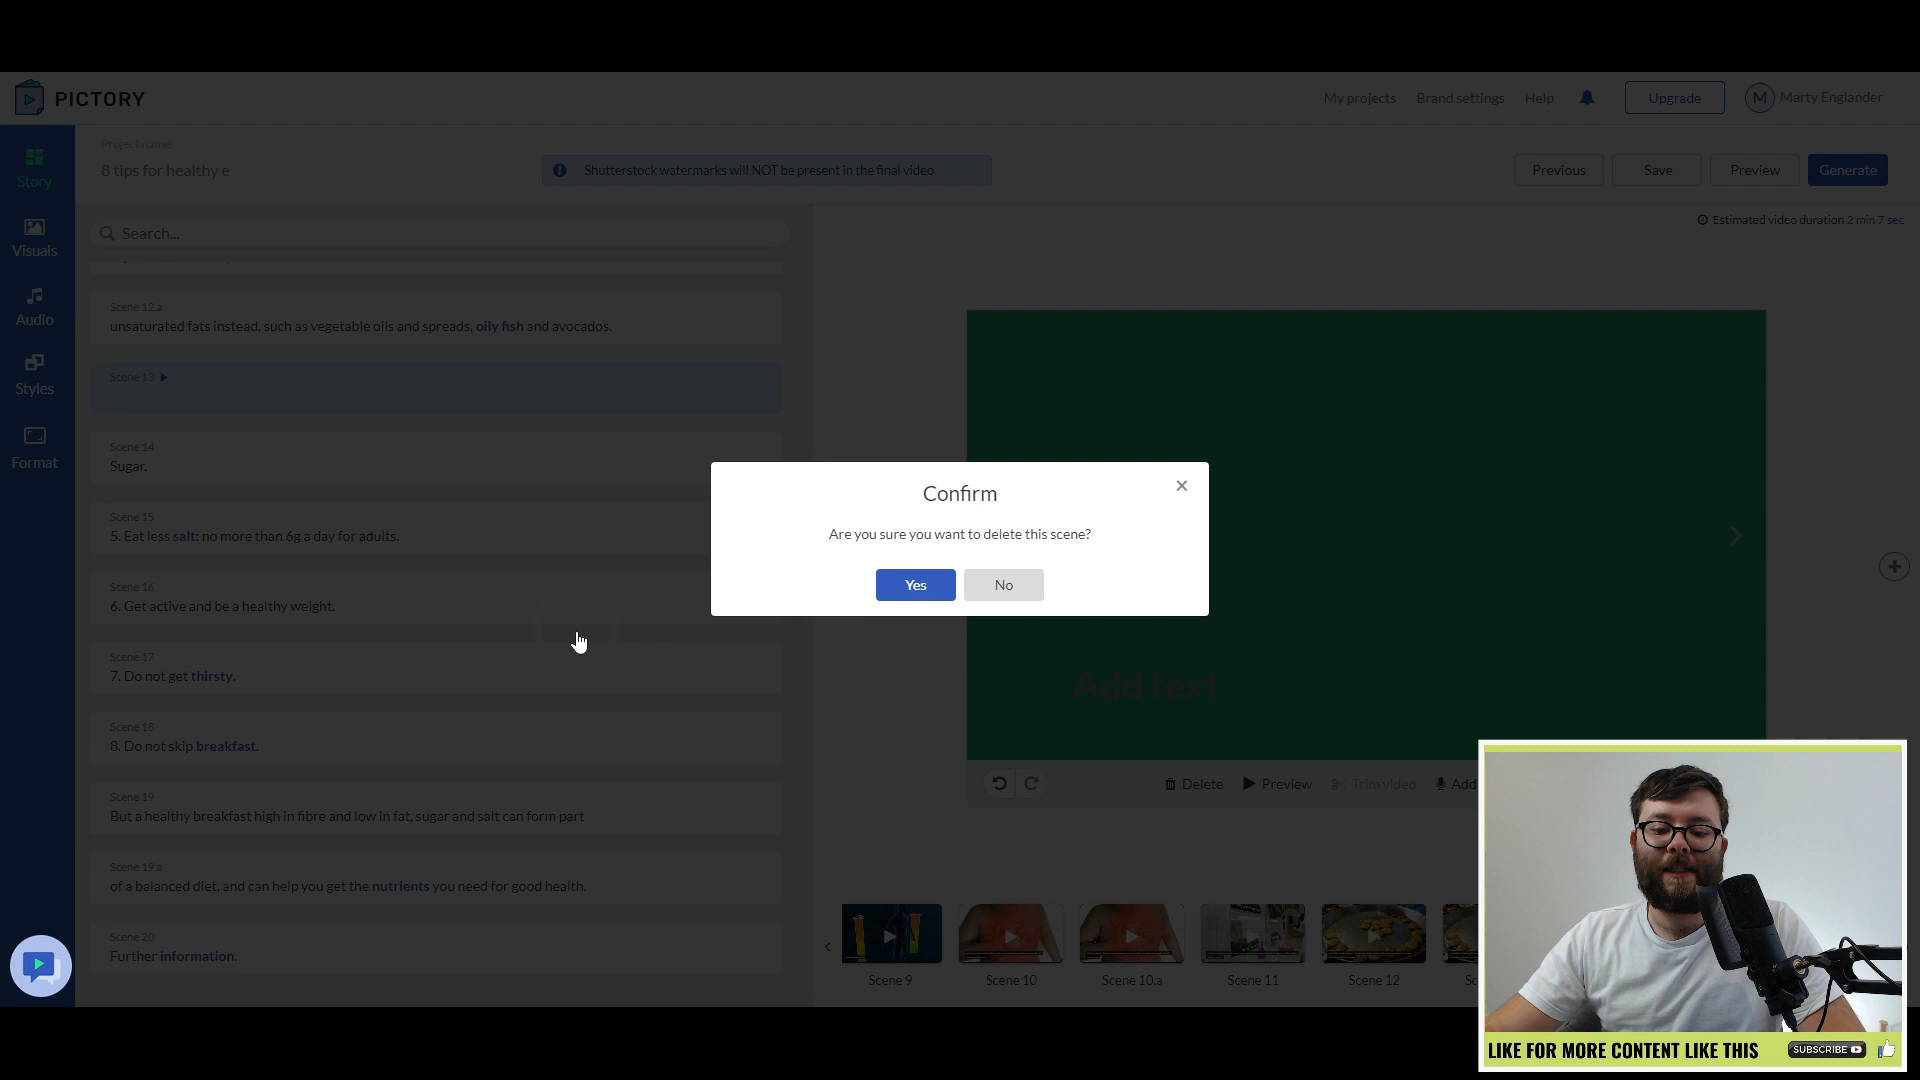 PICTORY
My projects
Brand settings
Help
Upgrade
M
Marty Englander
Project name
8 tips for healthy e
Shutterstock watermarks will NOT be present in the final video
Previous
Save
Preview
Generate
Estimated video duration 2 min 7 sec
Story
Visuals
Audio
Styles
Format
Search...
Scene 12.a
unsaturated fats instead, such as vegetable oils and spreads, oily fish and avocados.
Scene 13
Scene 14
Sugar.
Scene 15
5. Eat less salt: no more than 6g a day for adults.
Scene 16
6. Get active and be a healthy weight.
Scene 17
7. Do not get thirsty.
Scene 18
8. Do not skip breakfast.
Scene 19
But a healthy breakfast high in fibre and low in fat, sugar and salt can form part
Scene 19.a
of a balanced diet, and can help you get the nutrients you need for good health.
Scene 20
Further information.
Confirm
Are you sure you want to delete this scene?
Yes
No
Add text
Delete
Preview
Trim video
Add
Scene 9
Scene 10
Scene 10.a
Scene 11
Scene 12
Sc
LIKE FOR MORE CONTENT LIKE THIS
SUBSCRIBE